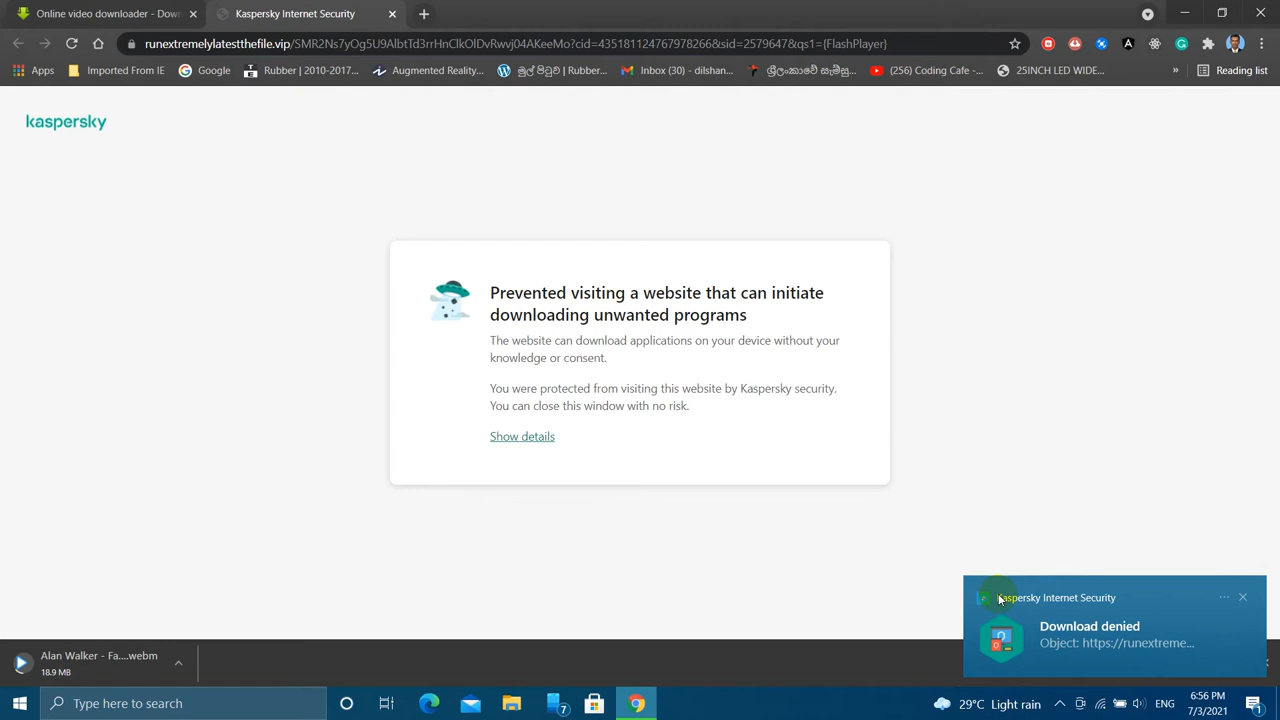 Online video downloader - Down
Kaspersky Internet Security
runextremelylatestthefile.vip/SMR2Ns7yOg5U9AlbtTd3rrHnClkOlDvRwvj04AKeeMo?cid=435181124767978266&sid=2579647&qs1={FlashPlayer}
Apps
Imported From IE
Google
Rubber | 2010-2017...
Augmented Reality...
මුල් පිටුව | Rubber...
Inbox (30) - dilshan...
ශ්‍රීලංකාවේ සැම්සු...
(256) Coding Cafe -...
25INCH LED WIDE...
»
Reading list
kaspersky
Prevented visiting a website that can initiate
downloading unwanted programs
The website can download applications on your device without your
knowledge or consent.
You were protected from visiting this website by Kaspersky security.
You can close this window with no risk.
Show details
Kaspersky Internet Security
Download denied
Object: https://runextreme...
Alan Walker - Fa....webm
18.9 MB
Type here to search
7
29°C Light rain
ENG
6:56 PM
7/3/2021
1